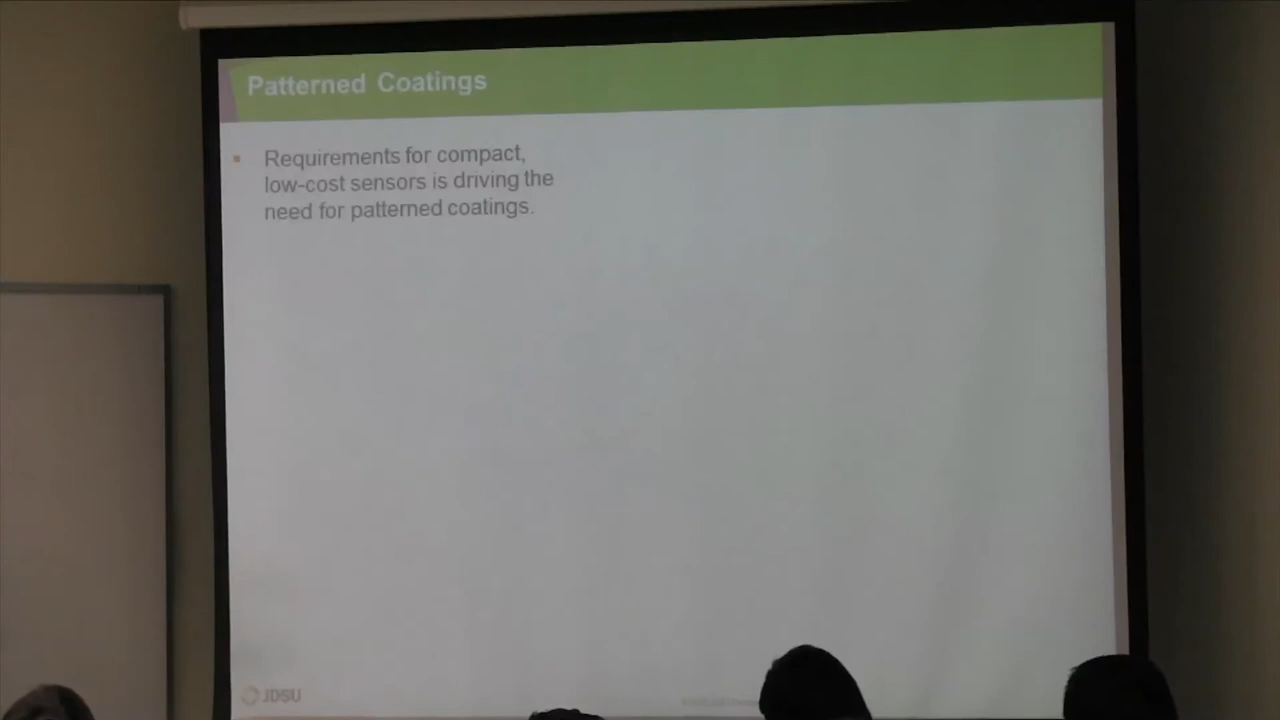 Patterned Coatings
Requirements for compact,
low-cost sensors is driving the
need for patterned coatings.
JDSU